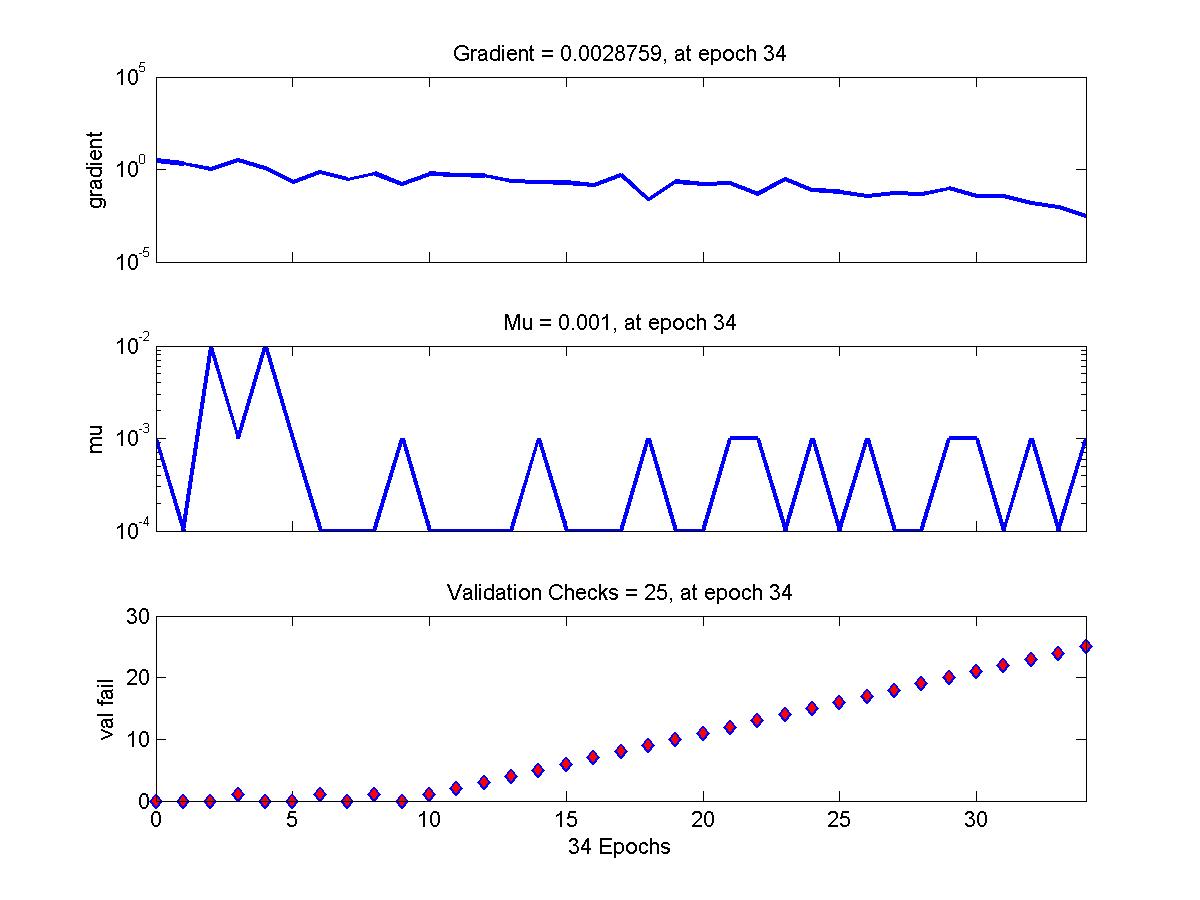 Gradient = 0.0028759, at epoch 34
10^5
10^0
10^-5
gradient
Mu = 0.001, at epoch 34
10^-2
10^-3
10^-4
mu
Validation Checks = 25, at epoch 34
30
20
10
0
val fail
0 5 10 15 20 25 30
34 Epochs